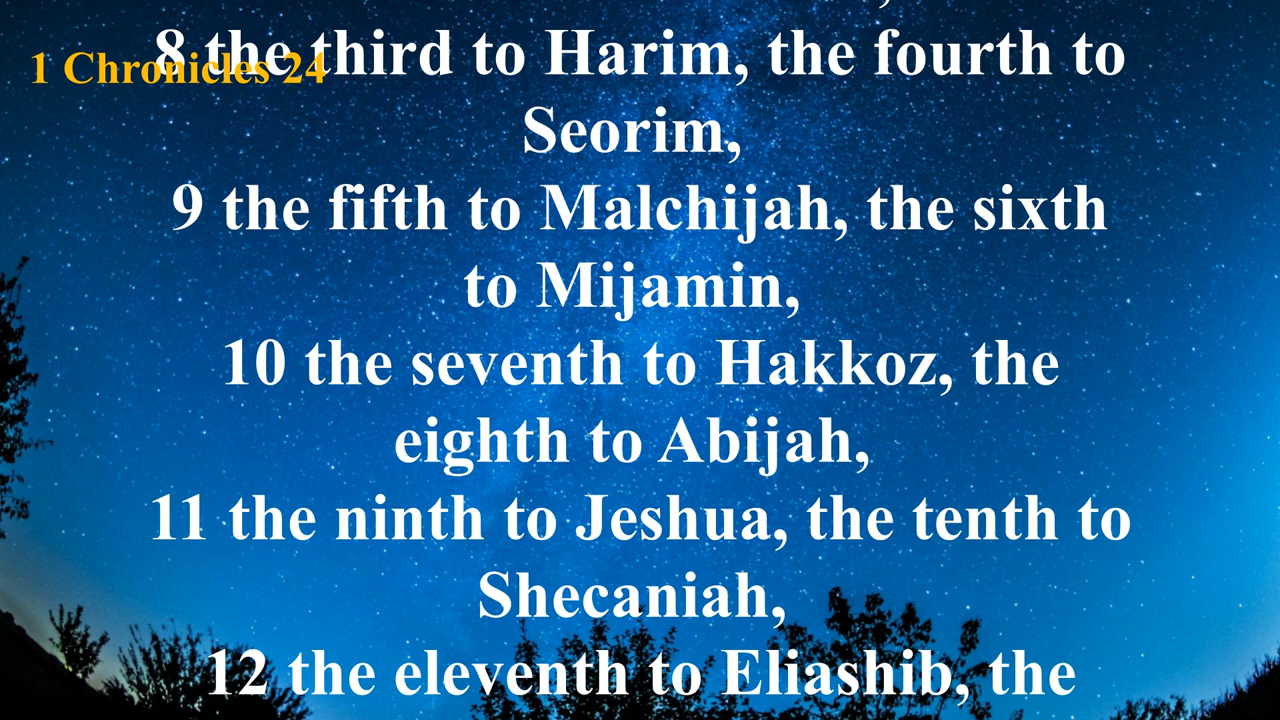 1 Chronicles 24
8 the third to Harim, the fourth to
Seorim,
9 the fifth to Malchijah, the sixth
to Mijamin,
10 the seventh to Hakkoz, the
eighth to Abijah,
11 the ninth to Jeshua, the tenth to
Shecaniah,
12 the eleventh to Eliashib, the